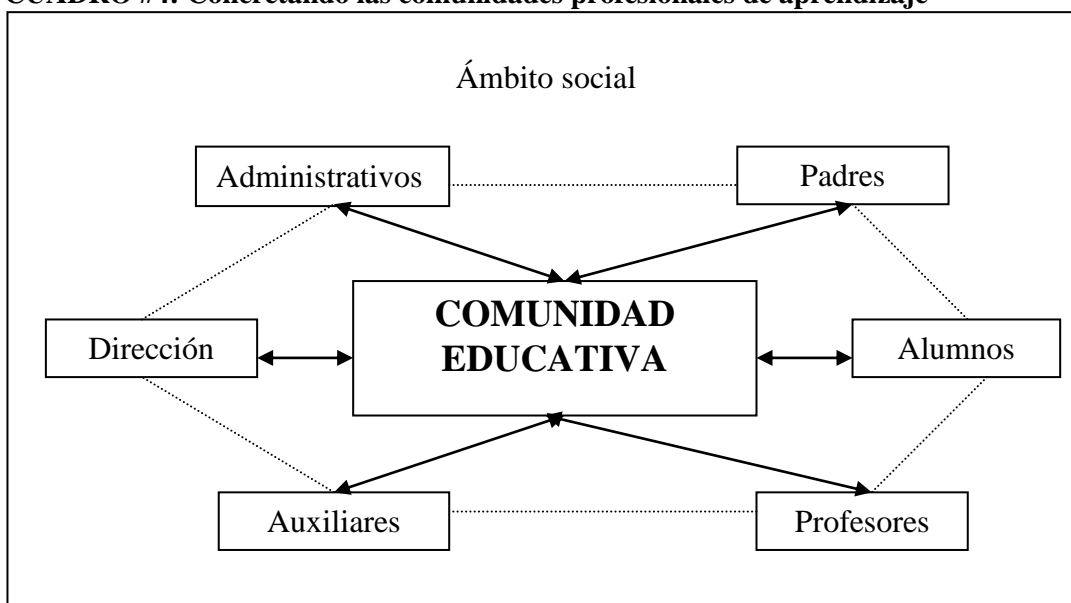 CUADRO #4: Concretando las comunidades profesionales de aprendizaje
Ámbito social
Administrativos
Padres
COMUNIDAD
EDUCATIVA
Dirección
Alumnos
Auxiliares
Profesores